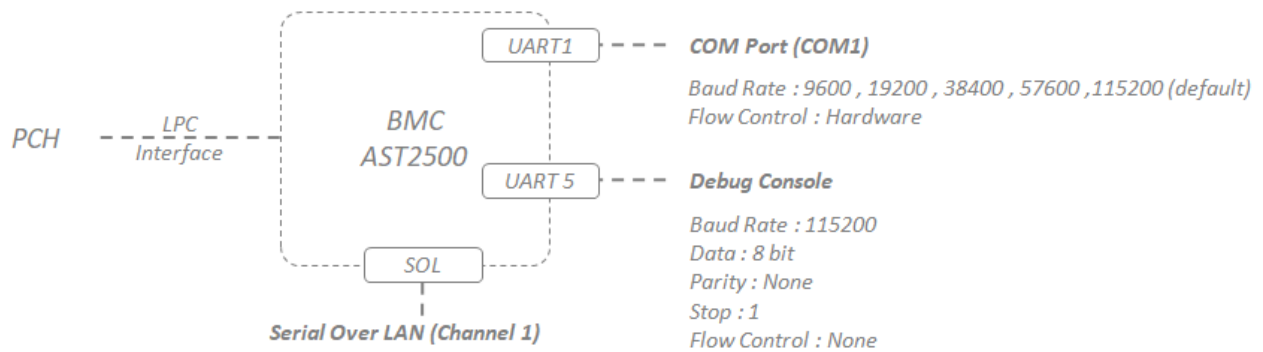 PCH
LPC
Interface
BMC
AST2500
UART1
COM Port (COM1)
Baud Rate : 9600 , 19200 , 38400 , 57600 ,115200 (default)
Flow Control : Hardware
UART 5
Debug Console
Baud Rate : 115200
Data : 8 bit
Parity : None
Stop : 1
Flow Control : None
SOL
Serial Over LAN (Channel 1)